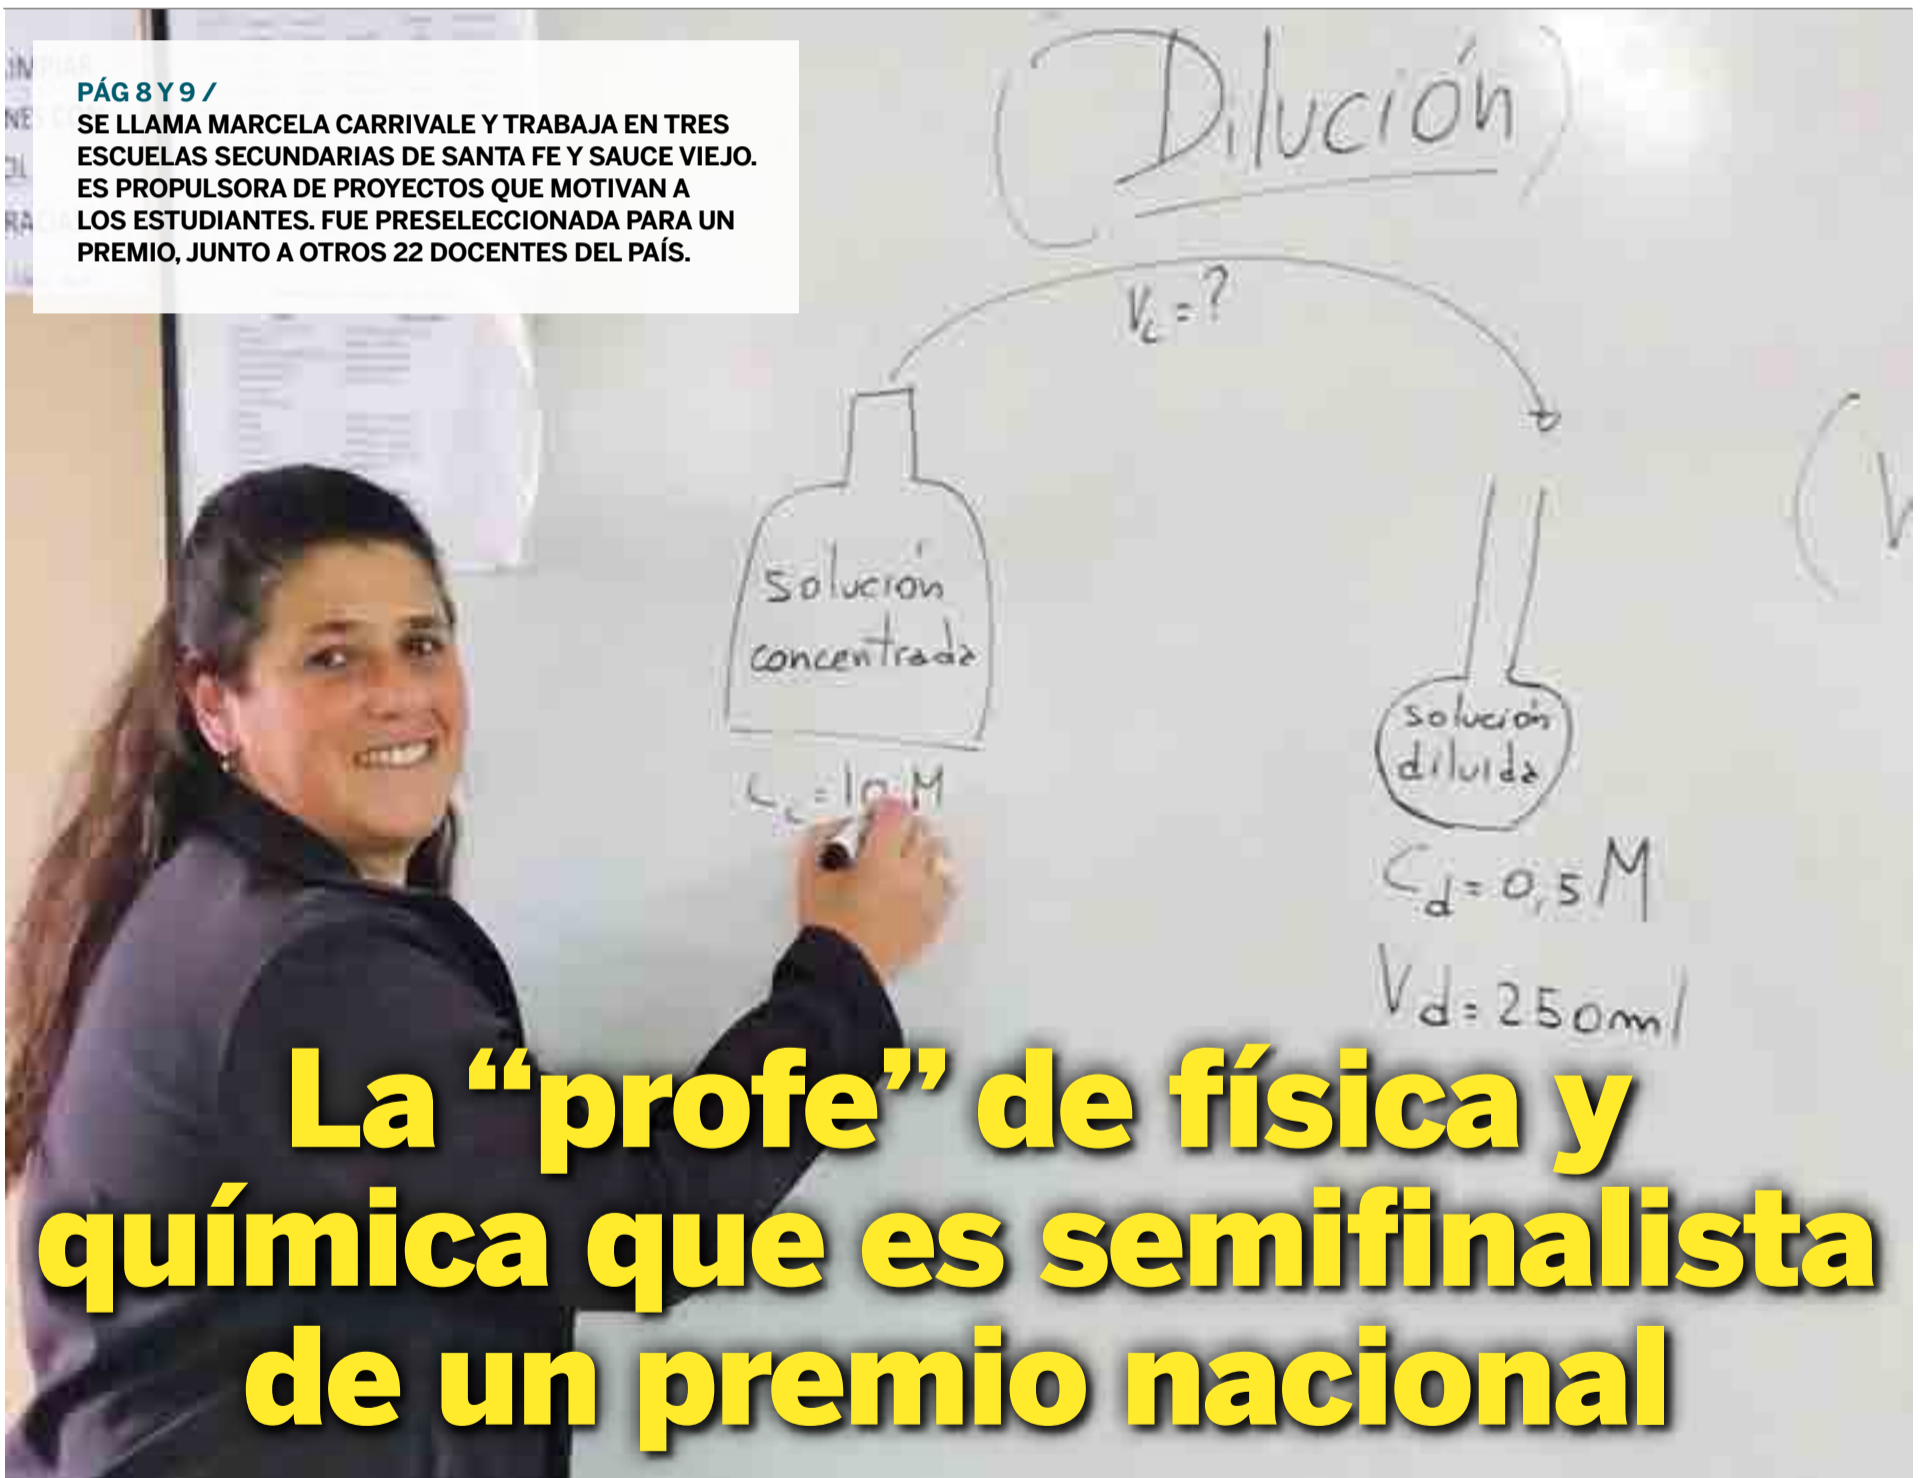 PÁG 8 Y 9 /
SE LLAMA MARCELA CARRIVALE Y TRABAJA EN TRES
ESCUELAS SECUNDARIAS DE SANTA FE Y SAUCE VIEJO.
ES PROPULSORA DE PROYECTOS QUE MOTIVAN A
LOS ESTUDIANTES. FUE PRESELECCIONADA PARA UN
PREMIO, JUNTO A OTROS 22 DOCENTES DEL PAÍS.
Dilución
Vc = ?
solución
concentrada
Cc = 10 M
solución
diluida
Cd = 0,5 M
Vd = 250ml
La “profe” de física y
química que es semifinalista
de un premio nacional